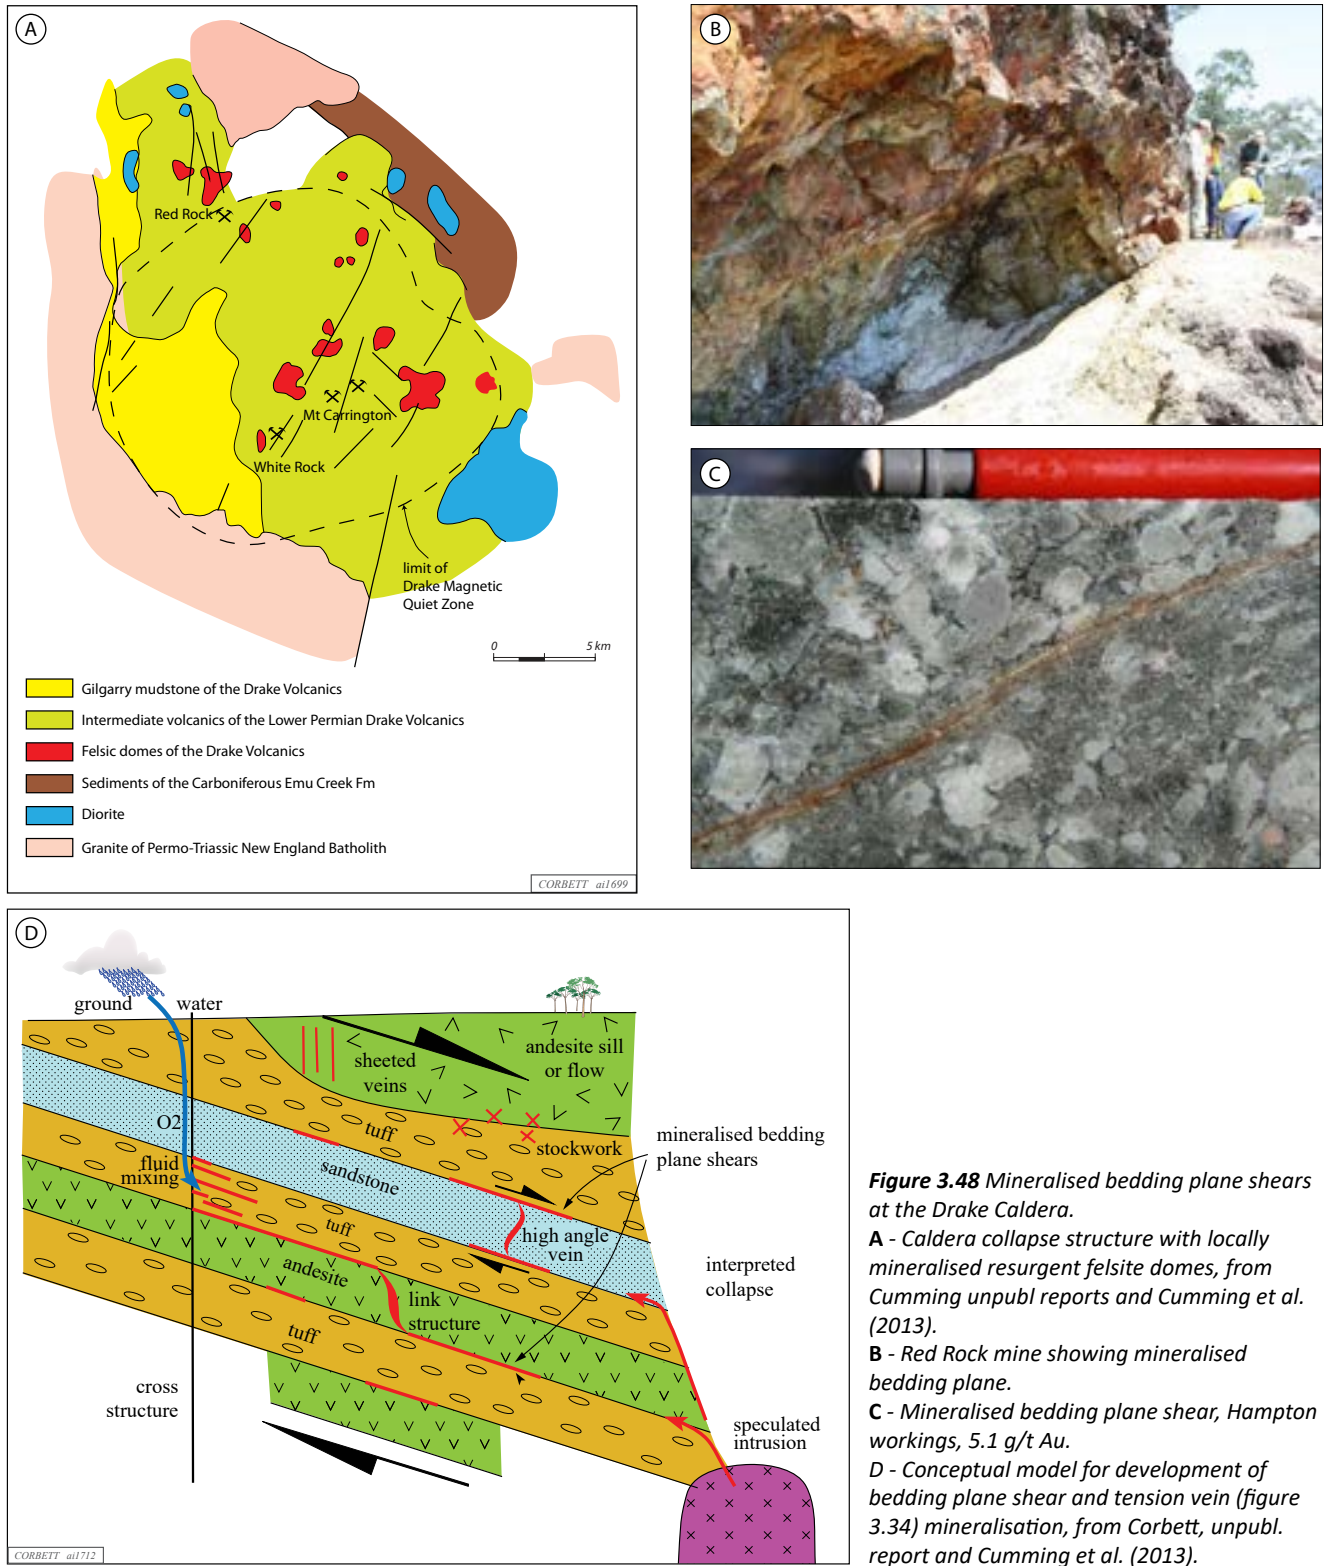 A
Red Rock
Mt Carrington
White Rock
limit of
Drake Magnetic
Quiet Zone
0 5 km
Gilgarry mudstone of the Drake Volcanics
Intermediate volcanics of the Lower Permian Drake Volcanics
Felsic domes of the Drake Volcanics
Sediments of the Carboniferous Emu Creek Fm
Diorite
Granite of Permo-Triassic New England Batholith
CORBETT ai1699
B
C
D
ground water
sheeted
veins
andesite sill
or flow
O2
tuff
stockwork
mineralised bedding
plane shears
fluid
mixing
sandstone
tuff
high angle
vein
andesite
link
structure
interpreted
collapse
tuff
cross
structure
speculated
intrusion
CORBETT ai1712
Figure 3.48 Mineralised bedding plane shears
at the Drake Caldera.
A - Caldera collapse structure with locally
mineralised resurgent felsite domes, from
Cumming unpubl reports and Cumming et al.
(2013).
B - Red Rock mine showing mineralised
bedding plane.
C - Mineralised bedding plane shear, Hampton
workings, 5.1 g/t Au.
D - Conceptual model for development of
bedding plane shear and tension vein (figure
3.34) mineralisation, from Corbett, unpubl.
report and Cumming et al. (2013).